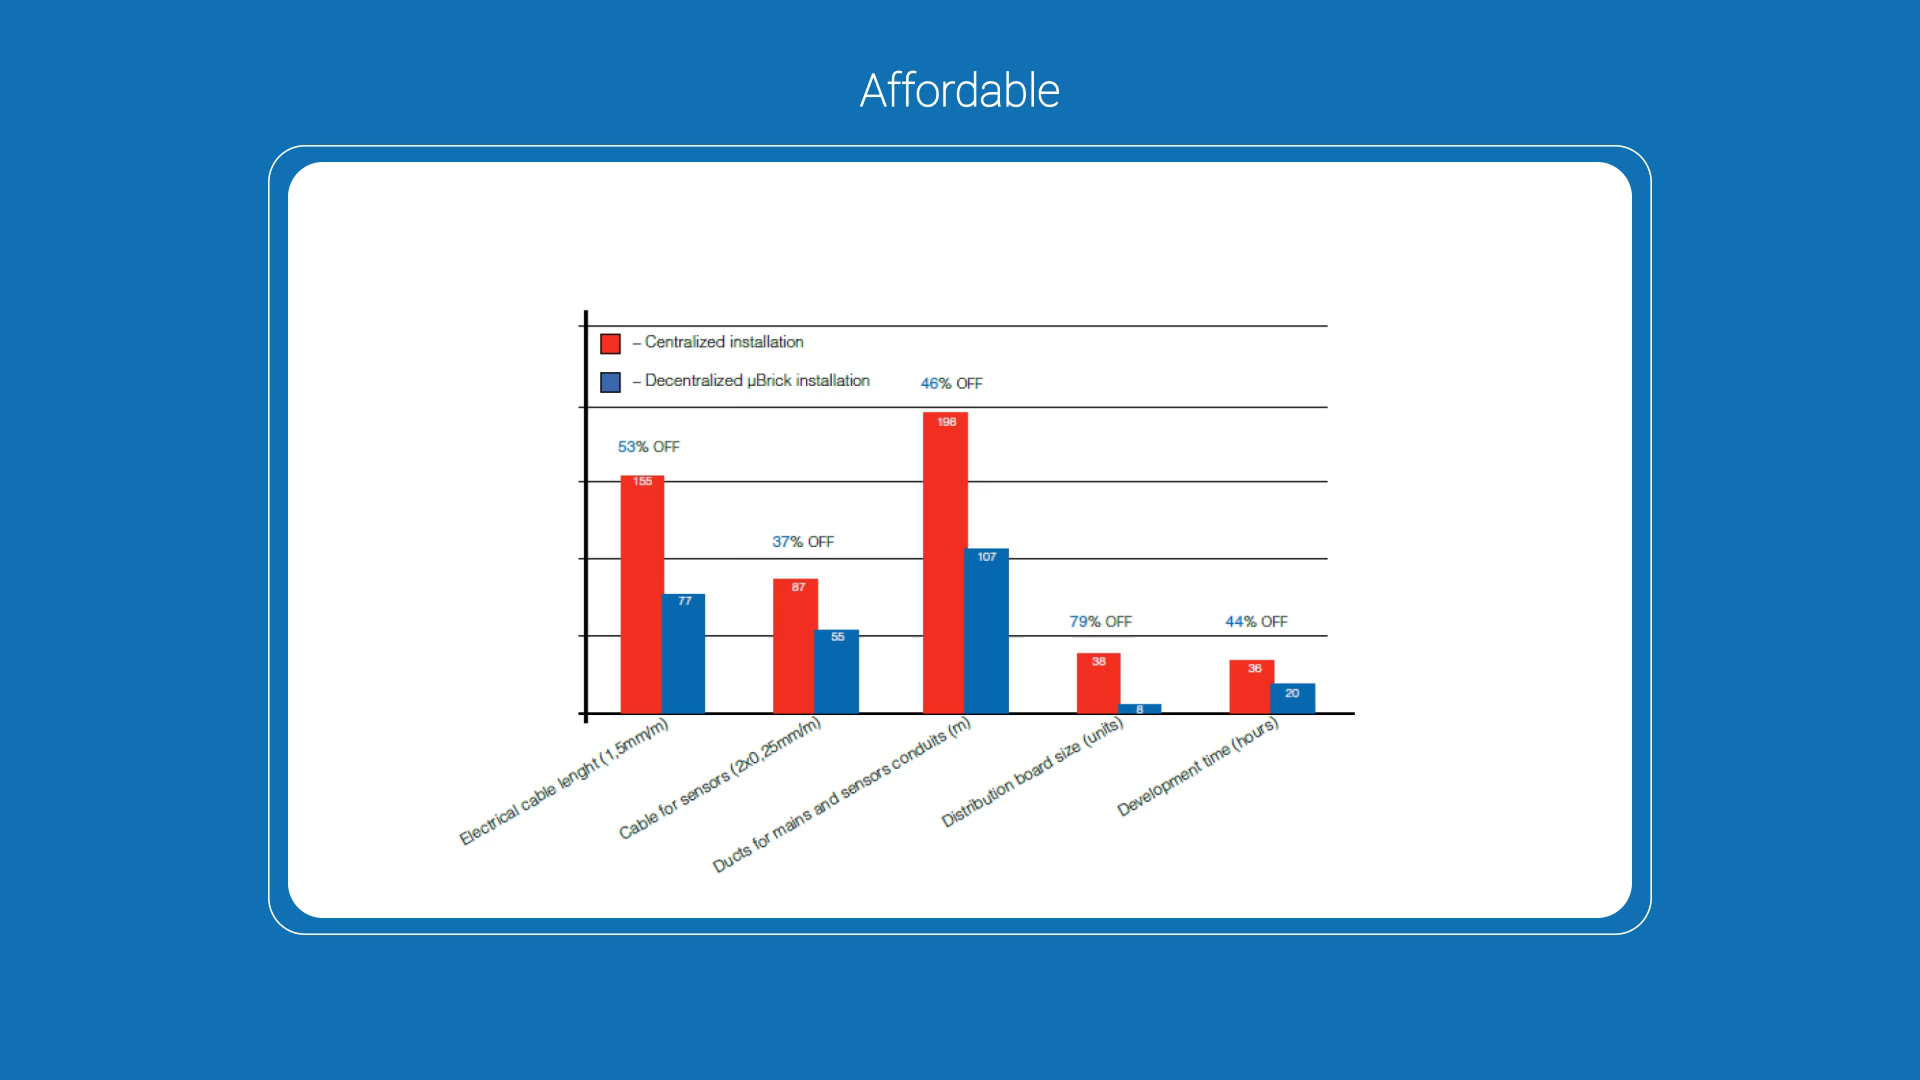 Affordable
– Centralized installation
– Decentralized µBrick installation
46% OFF
198
53% OFF
155
37% OFF
107
87
77
79% OFF
44% OFF
55
38
36
20
8
Electrical cable lenght (1,5mm/m)
Cable for sensors (2x0,25mm/m)
Ducts for mains and sensors conduits (m)
Distribution board size (units)
Development time (hours)